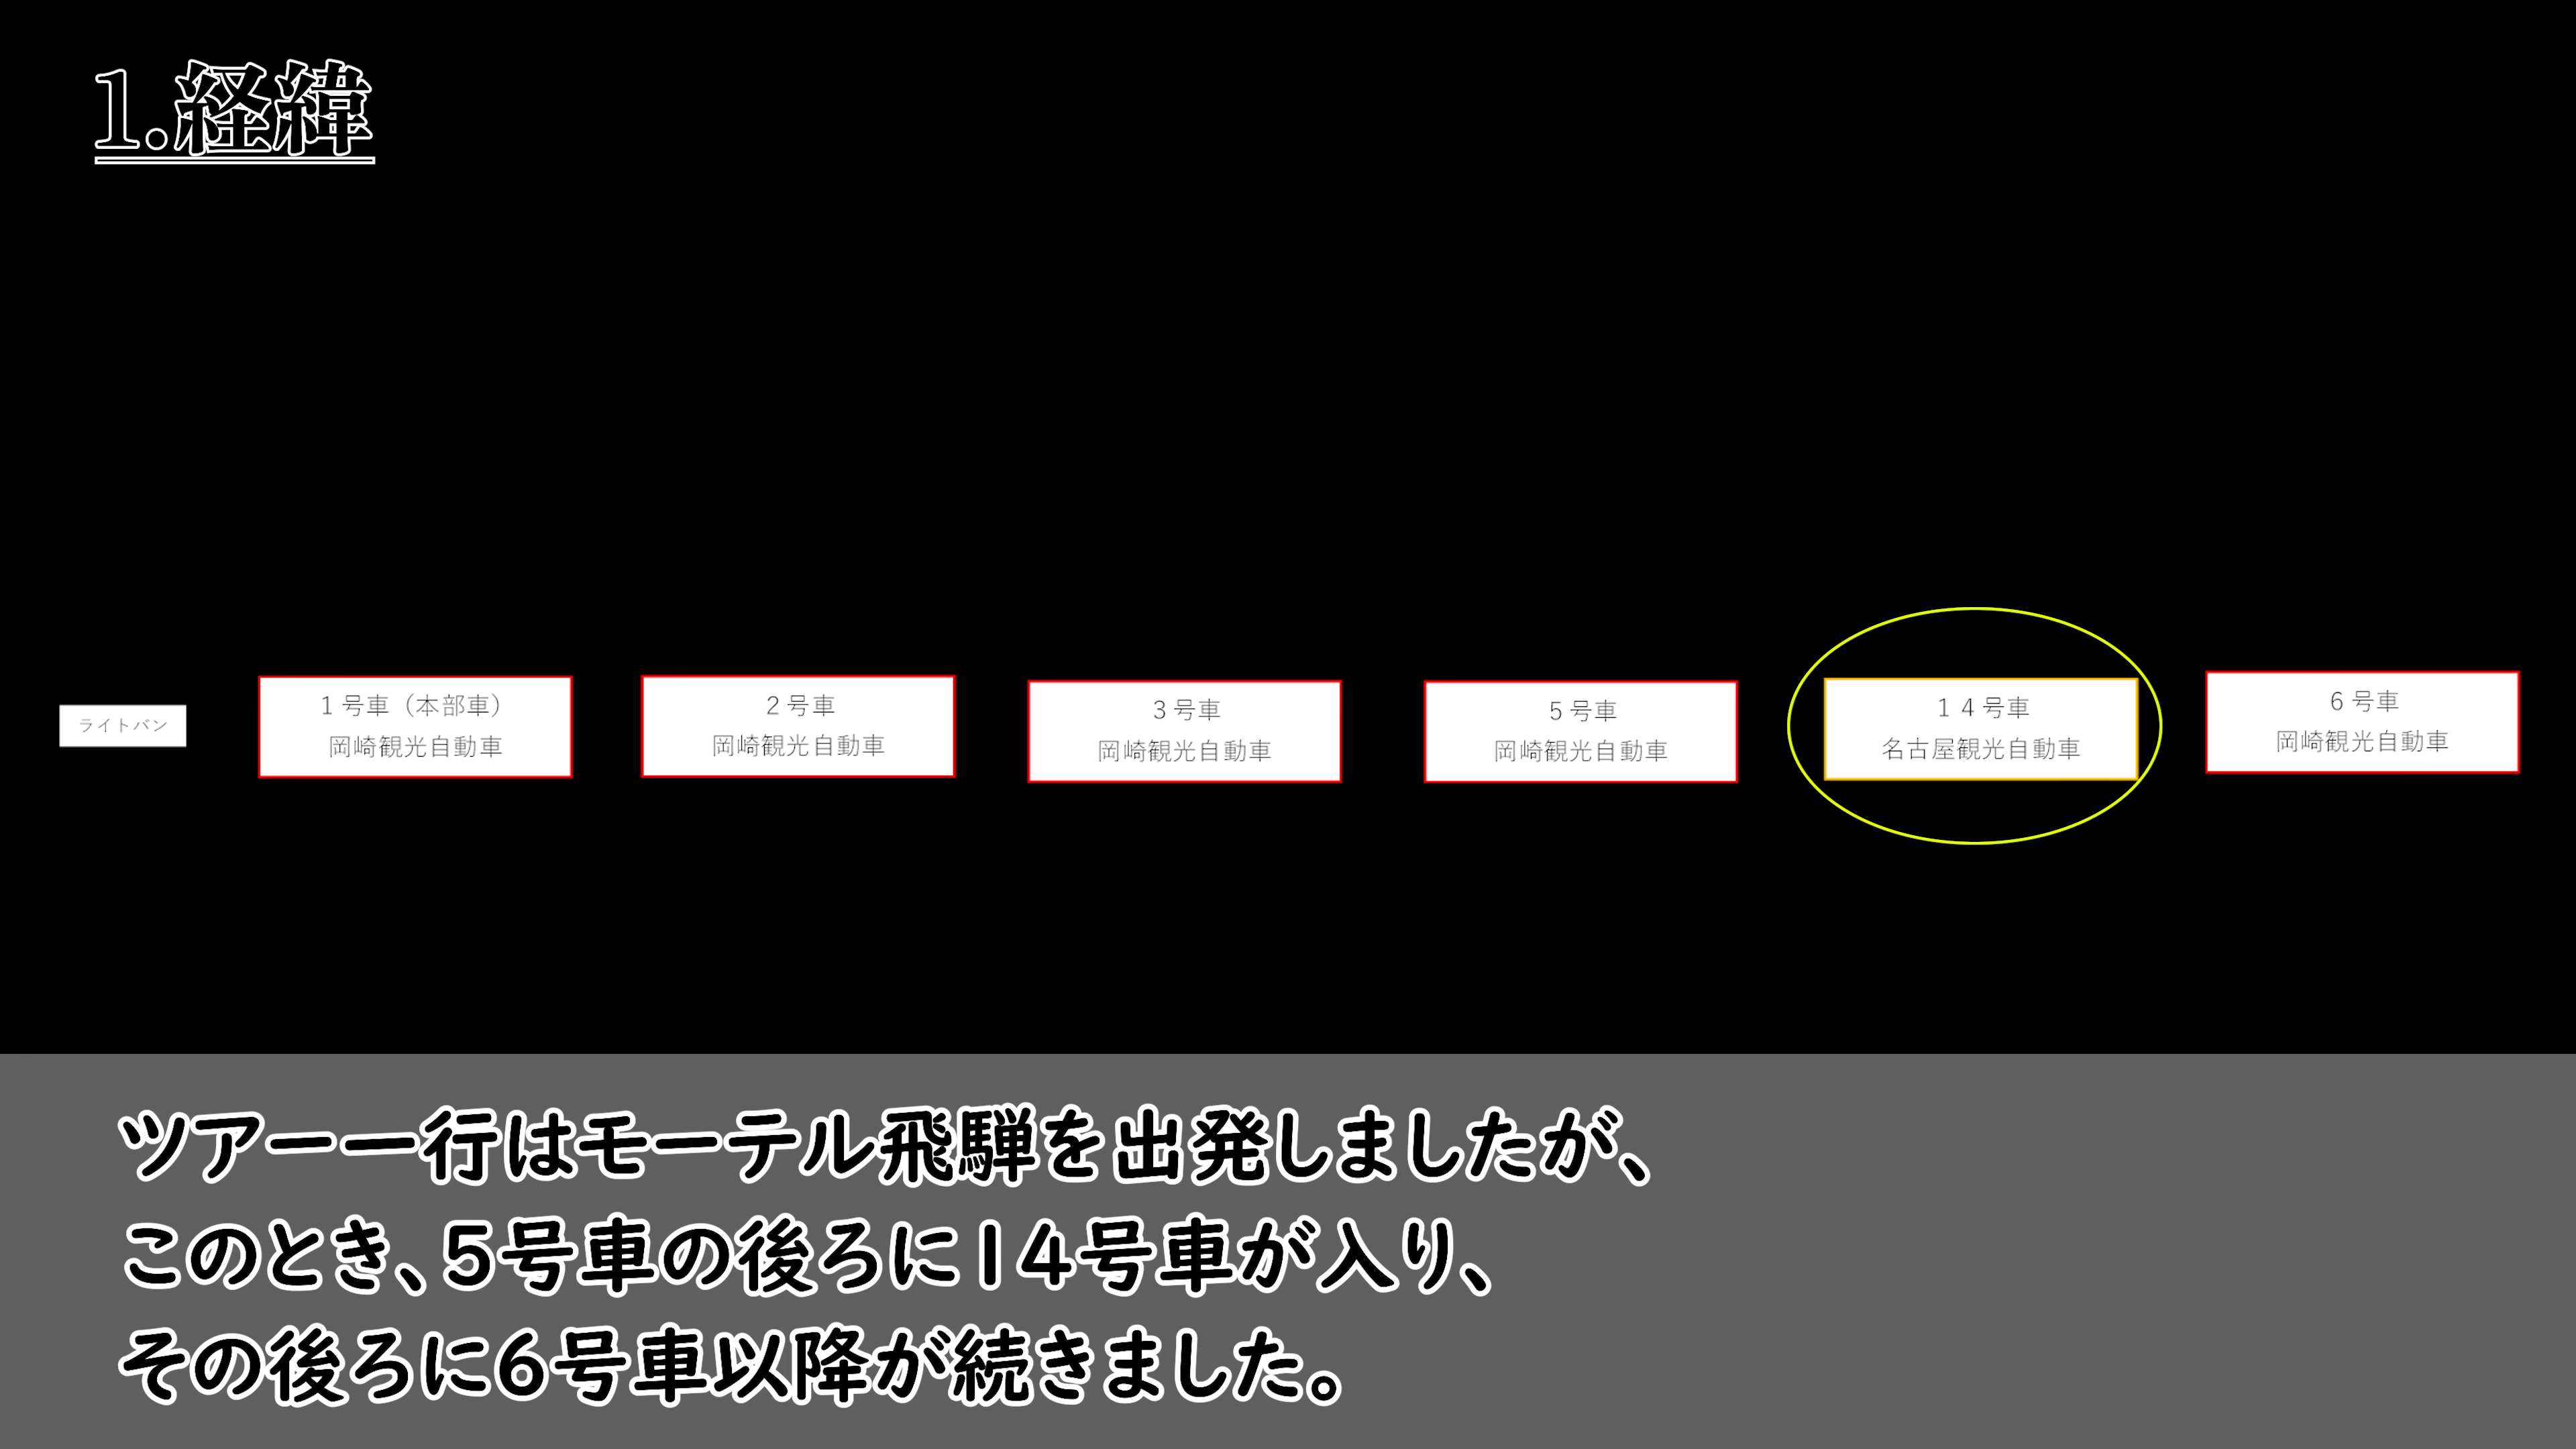 1.経緯
ライトバン
１号車（本部車）
岡崎観光自動車
２号車
岡崎観光自動車
３号車
岡崎観光自動車
５号車
岡崎観光自動車
１４号車
名古屋観光自動車
６号車
岡崎観光自動車
ツアー一行はモーテル飛騨を出発しましたが、
このとき、5号車の後ろに14号車が入り、
その後ろに6号車以降が続きました。